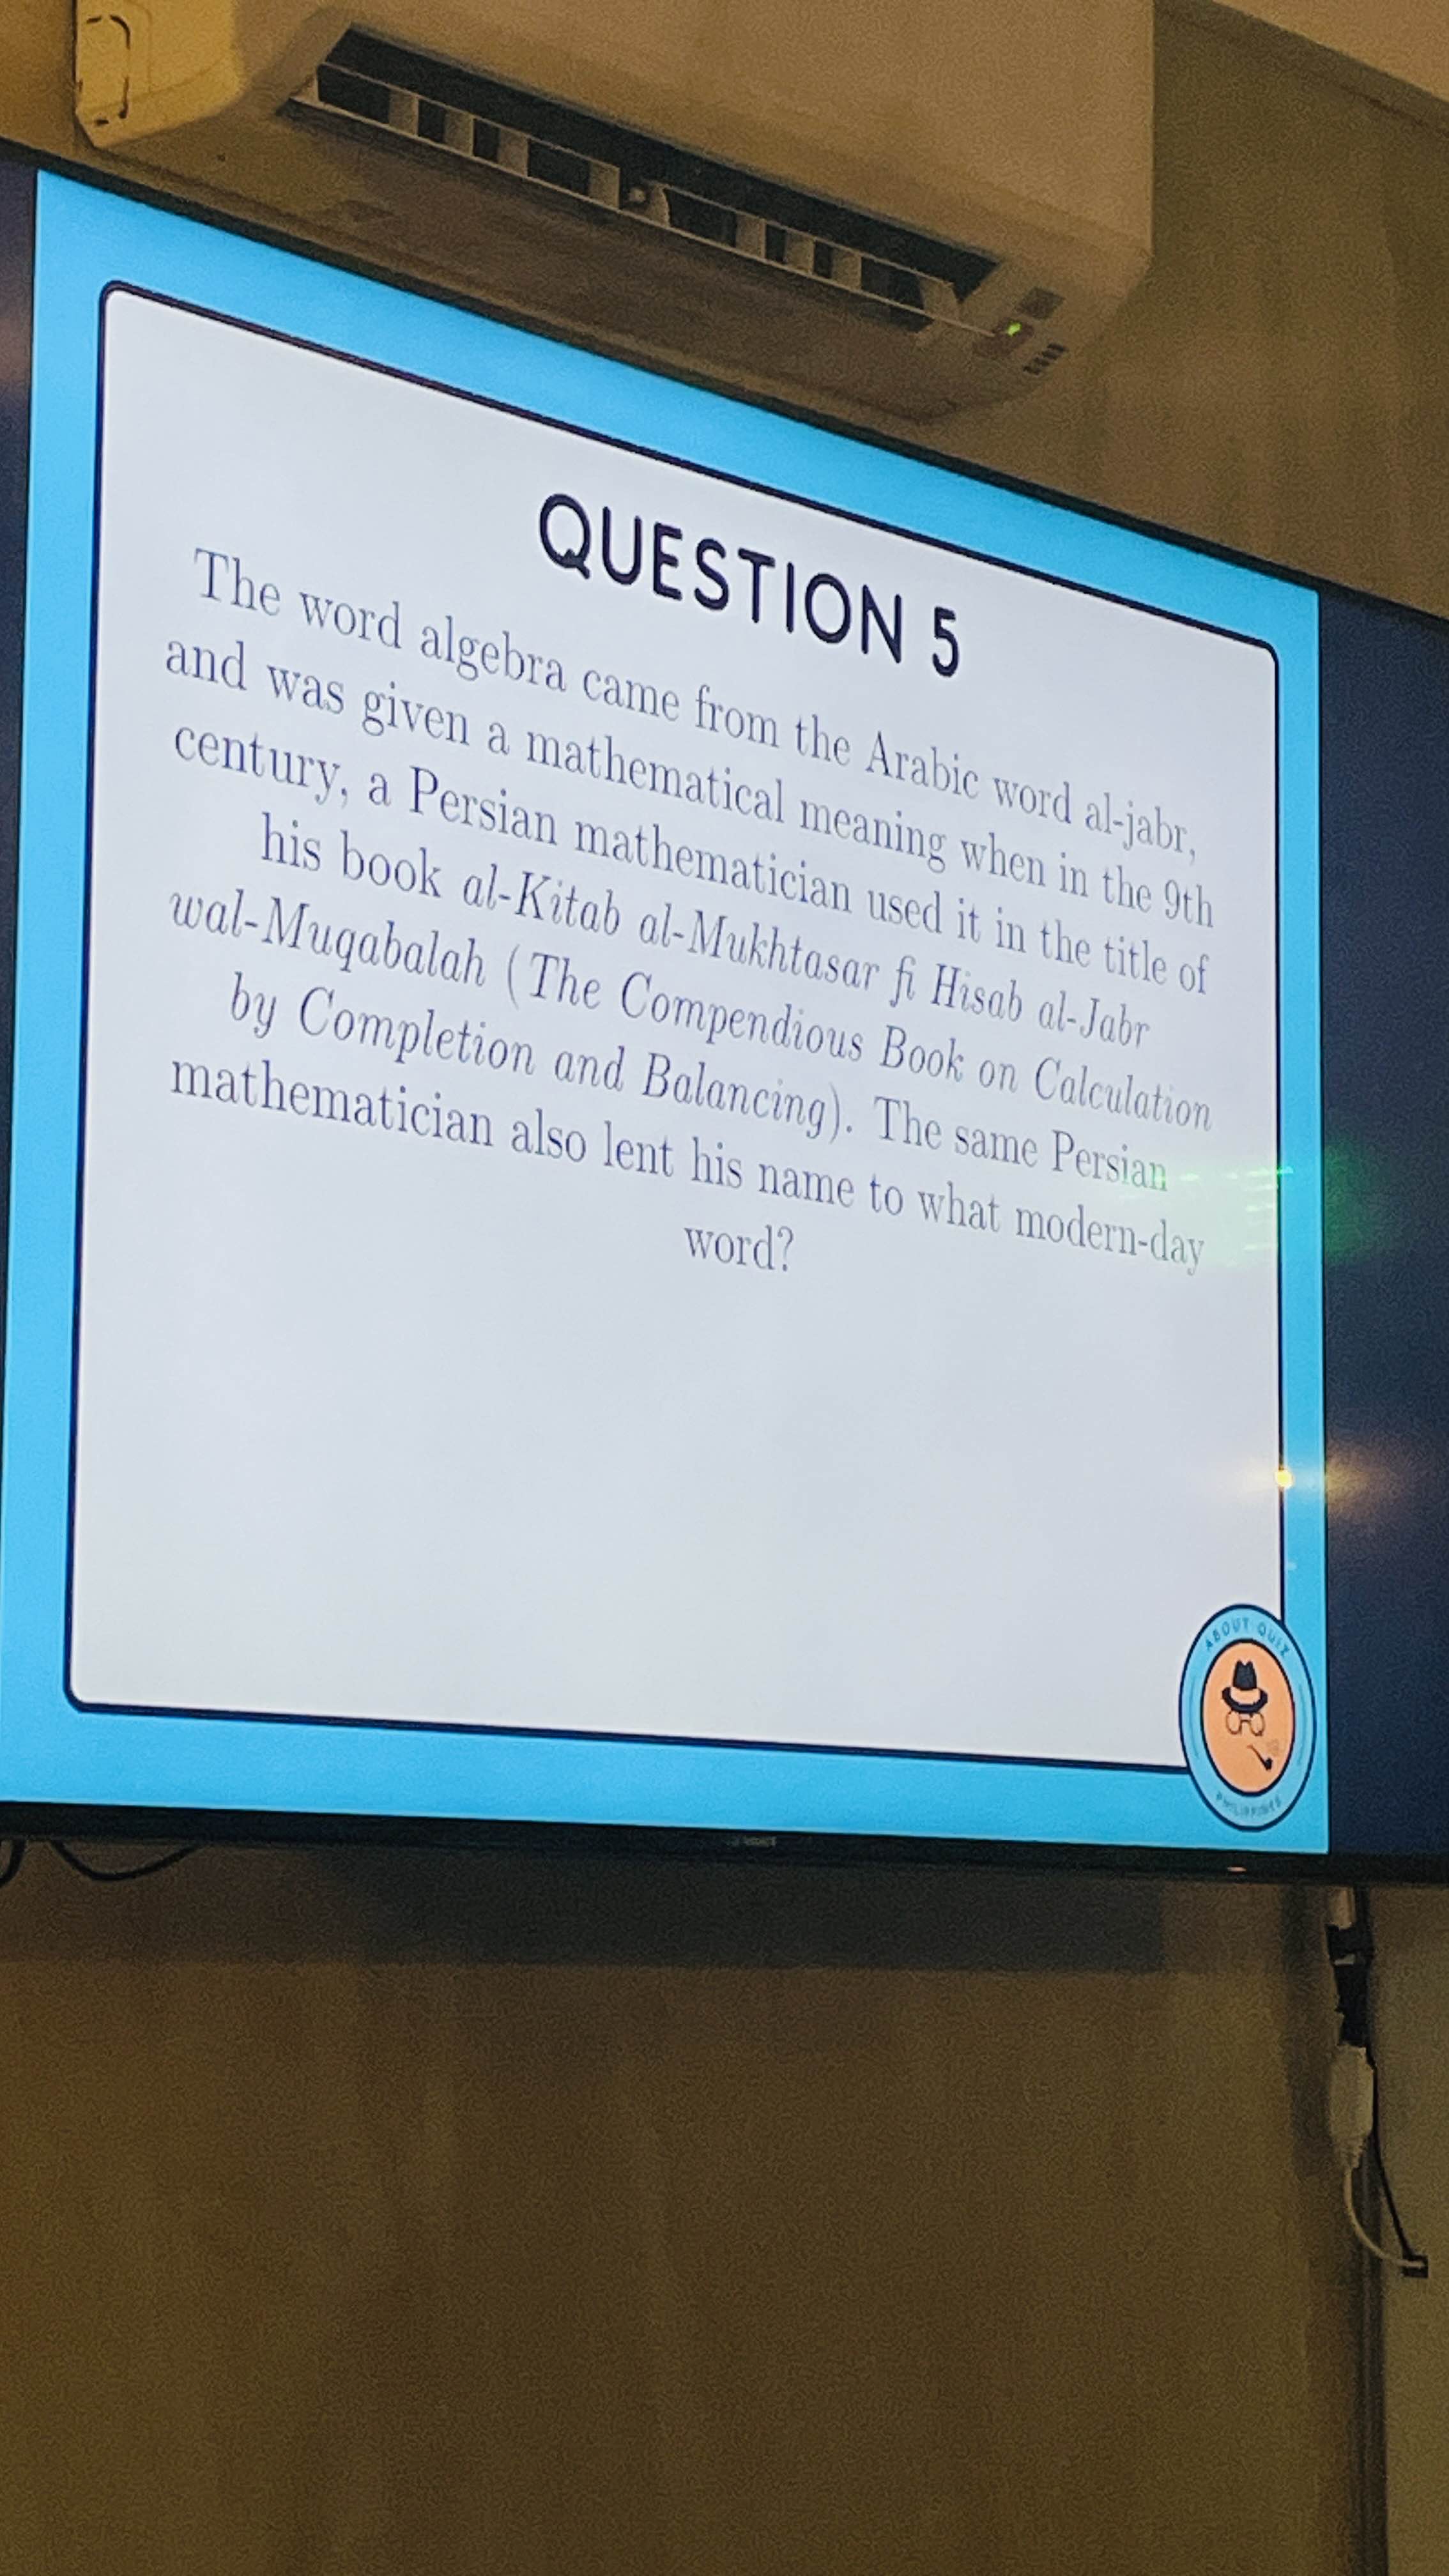 QUESTION 5
The word algebra came from the Arabic word al-jabr,
and was given a mathematical meaning when in the 9th
century, a Persian mathematician used it in the title of
his book al-Kitab al-Mukhtasar fi Hisab al-Jabr
wal-Muqabalah (The Compendious Book on Calculation
by Completion and Balancing). The same Persian
mathematician also lent his name to what modern-day
word?
ABOUT QUIZ
PHILIPPINES